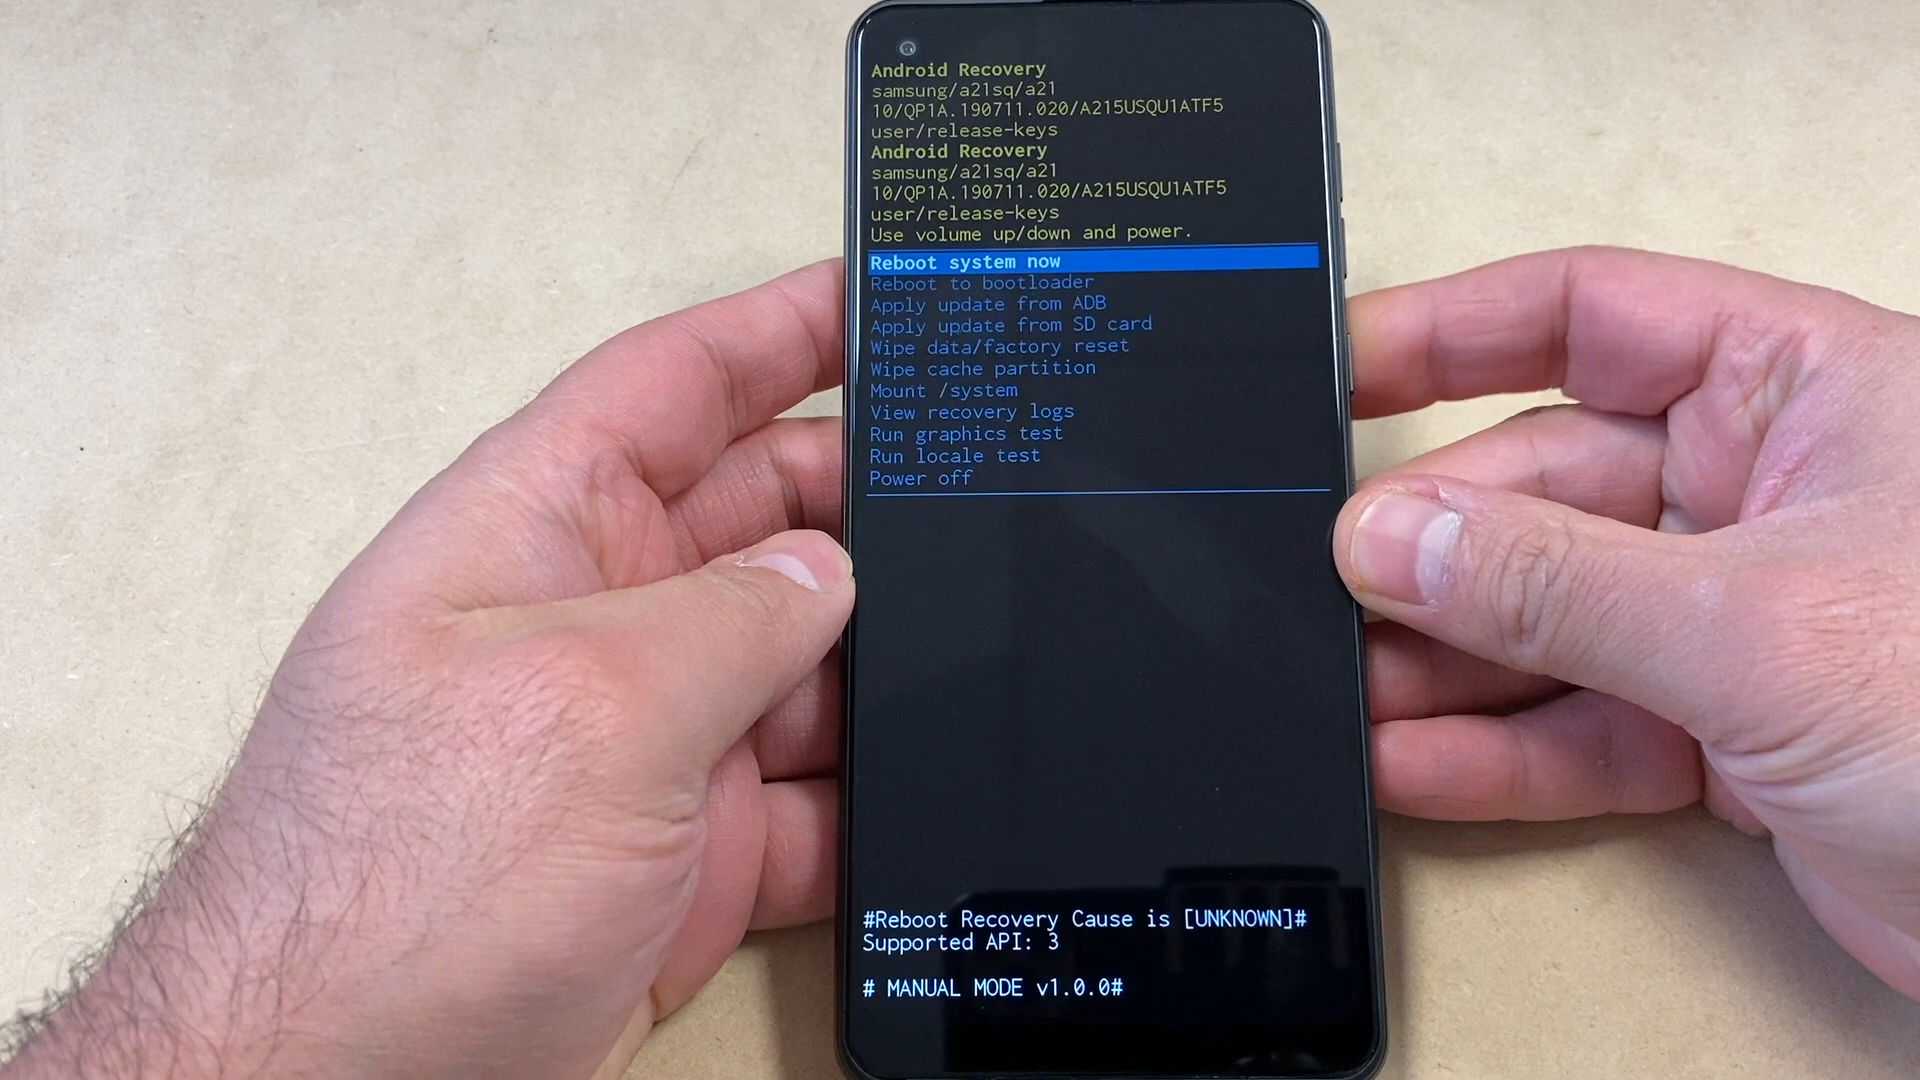 Android Recovery
samsung/a21sq/a21
10/QP1A.190711.020/A215USQU1ATF5
user/release-keys
Android Recovery
samsung/a21sq/a21
10/QP1A.190711.020/A215USQU1ATF5
user/release-keys
Use volume up/down and power.
Reboot system now
Reboot to bootloader
Apply update from ADB
Apply update from SD card
Wipe data/factory reset
Wipe cache partition
Mount /system
View recovery logs
Run graphics test
Run locale test
Power off
#Reboot Recovery Cause is [UNKNOWN]#
Supported API: 3
# MANUAL MODE v1.0.0#